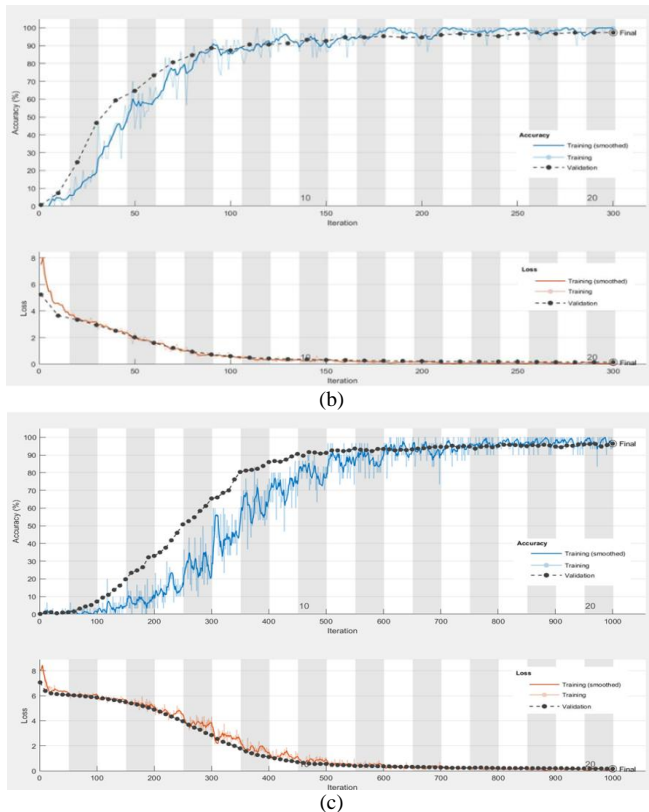 100
90
80
70
60
50
40
30
20
10
0
Accuracy (%)
Final
Accuracy
Training (smoothed)
Training
Validation
10
20
0 50 100 150 200 250 300
Iteration
8
6
4
2
0
Loss
Loss
Training (smoothed)
Training
Validation
10
20
Final
0 50 100 150 200 250 300
Iteration
(b)
100
90
80
70
60
50
40
30
20
10
0
Accuracy (%)
Final
Accuracy
Training (smoothed)
Training
Validation
10
20
0 100 200 300 400 500 600 700 800 900 1000
Iteration
8
6
4
2
0
Loss
Loss
Training (smoothed)
Training
Validation
10
20
Final
0 100 200 300 400 500 600 700 800 900 1000
Iteration
(c)